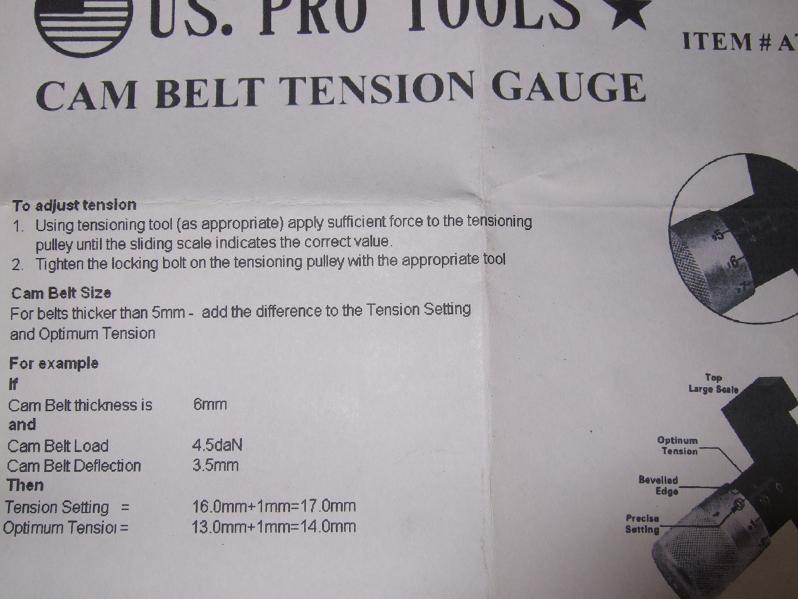 US. PRO TOOLS
ITEM # A
CAM BELT TENSION GAUGE
To adjust tension
1. Using tensioning tool (as appropriate) apply sufficient force to the tensioning
pulley until the sliding scale indicates the correct value.
2. Tighten the locking bolt on the tensioning pulley with the appropriate tool
Cam Belt Size
For belts thicker than 5mm - add the difference to the Tension Setting
and Optimum Tension
For example
If
Cam Belt thickness is 6mm
and
Cam Belt Load 4.5daN
Cam Belt Deflection 3.5mm
Then
Tension Setting = 16.0mm+1mm=17.0mm
Optimum Tension = 13.0mm+1mm=14.0mm
5
6
7
Top
Large Scale
Optinum
Tension
Bevelled
Edge
Precise
Setting